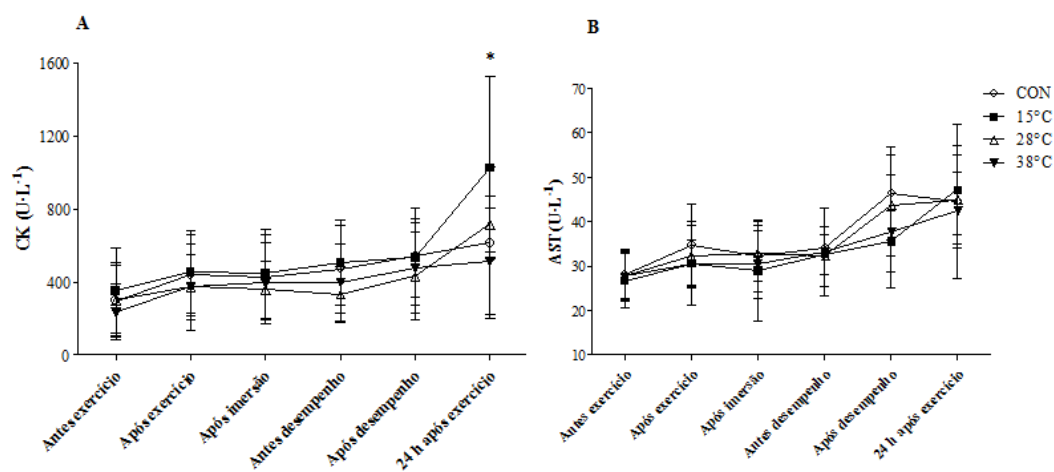 A
CK (U·L⁻¹)
1600
1200
800
400
0
*
Antes exercício
Após exercício
Após imersão
Antes desempenho
Após desempenho
24 h após exercício
B
AST(U·L⁻¹)
70
60
50
40
30
20
10
Antes exercício
Após exercício
Após imersão
Antes desempenho
Após desempenho
24 h após exercício
CON
15°C
28°C
38°C